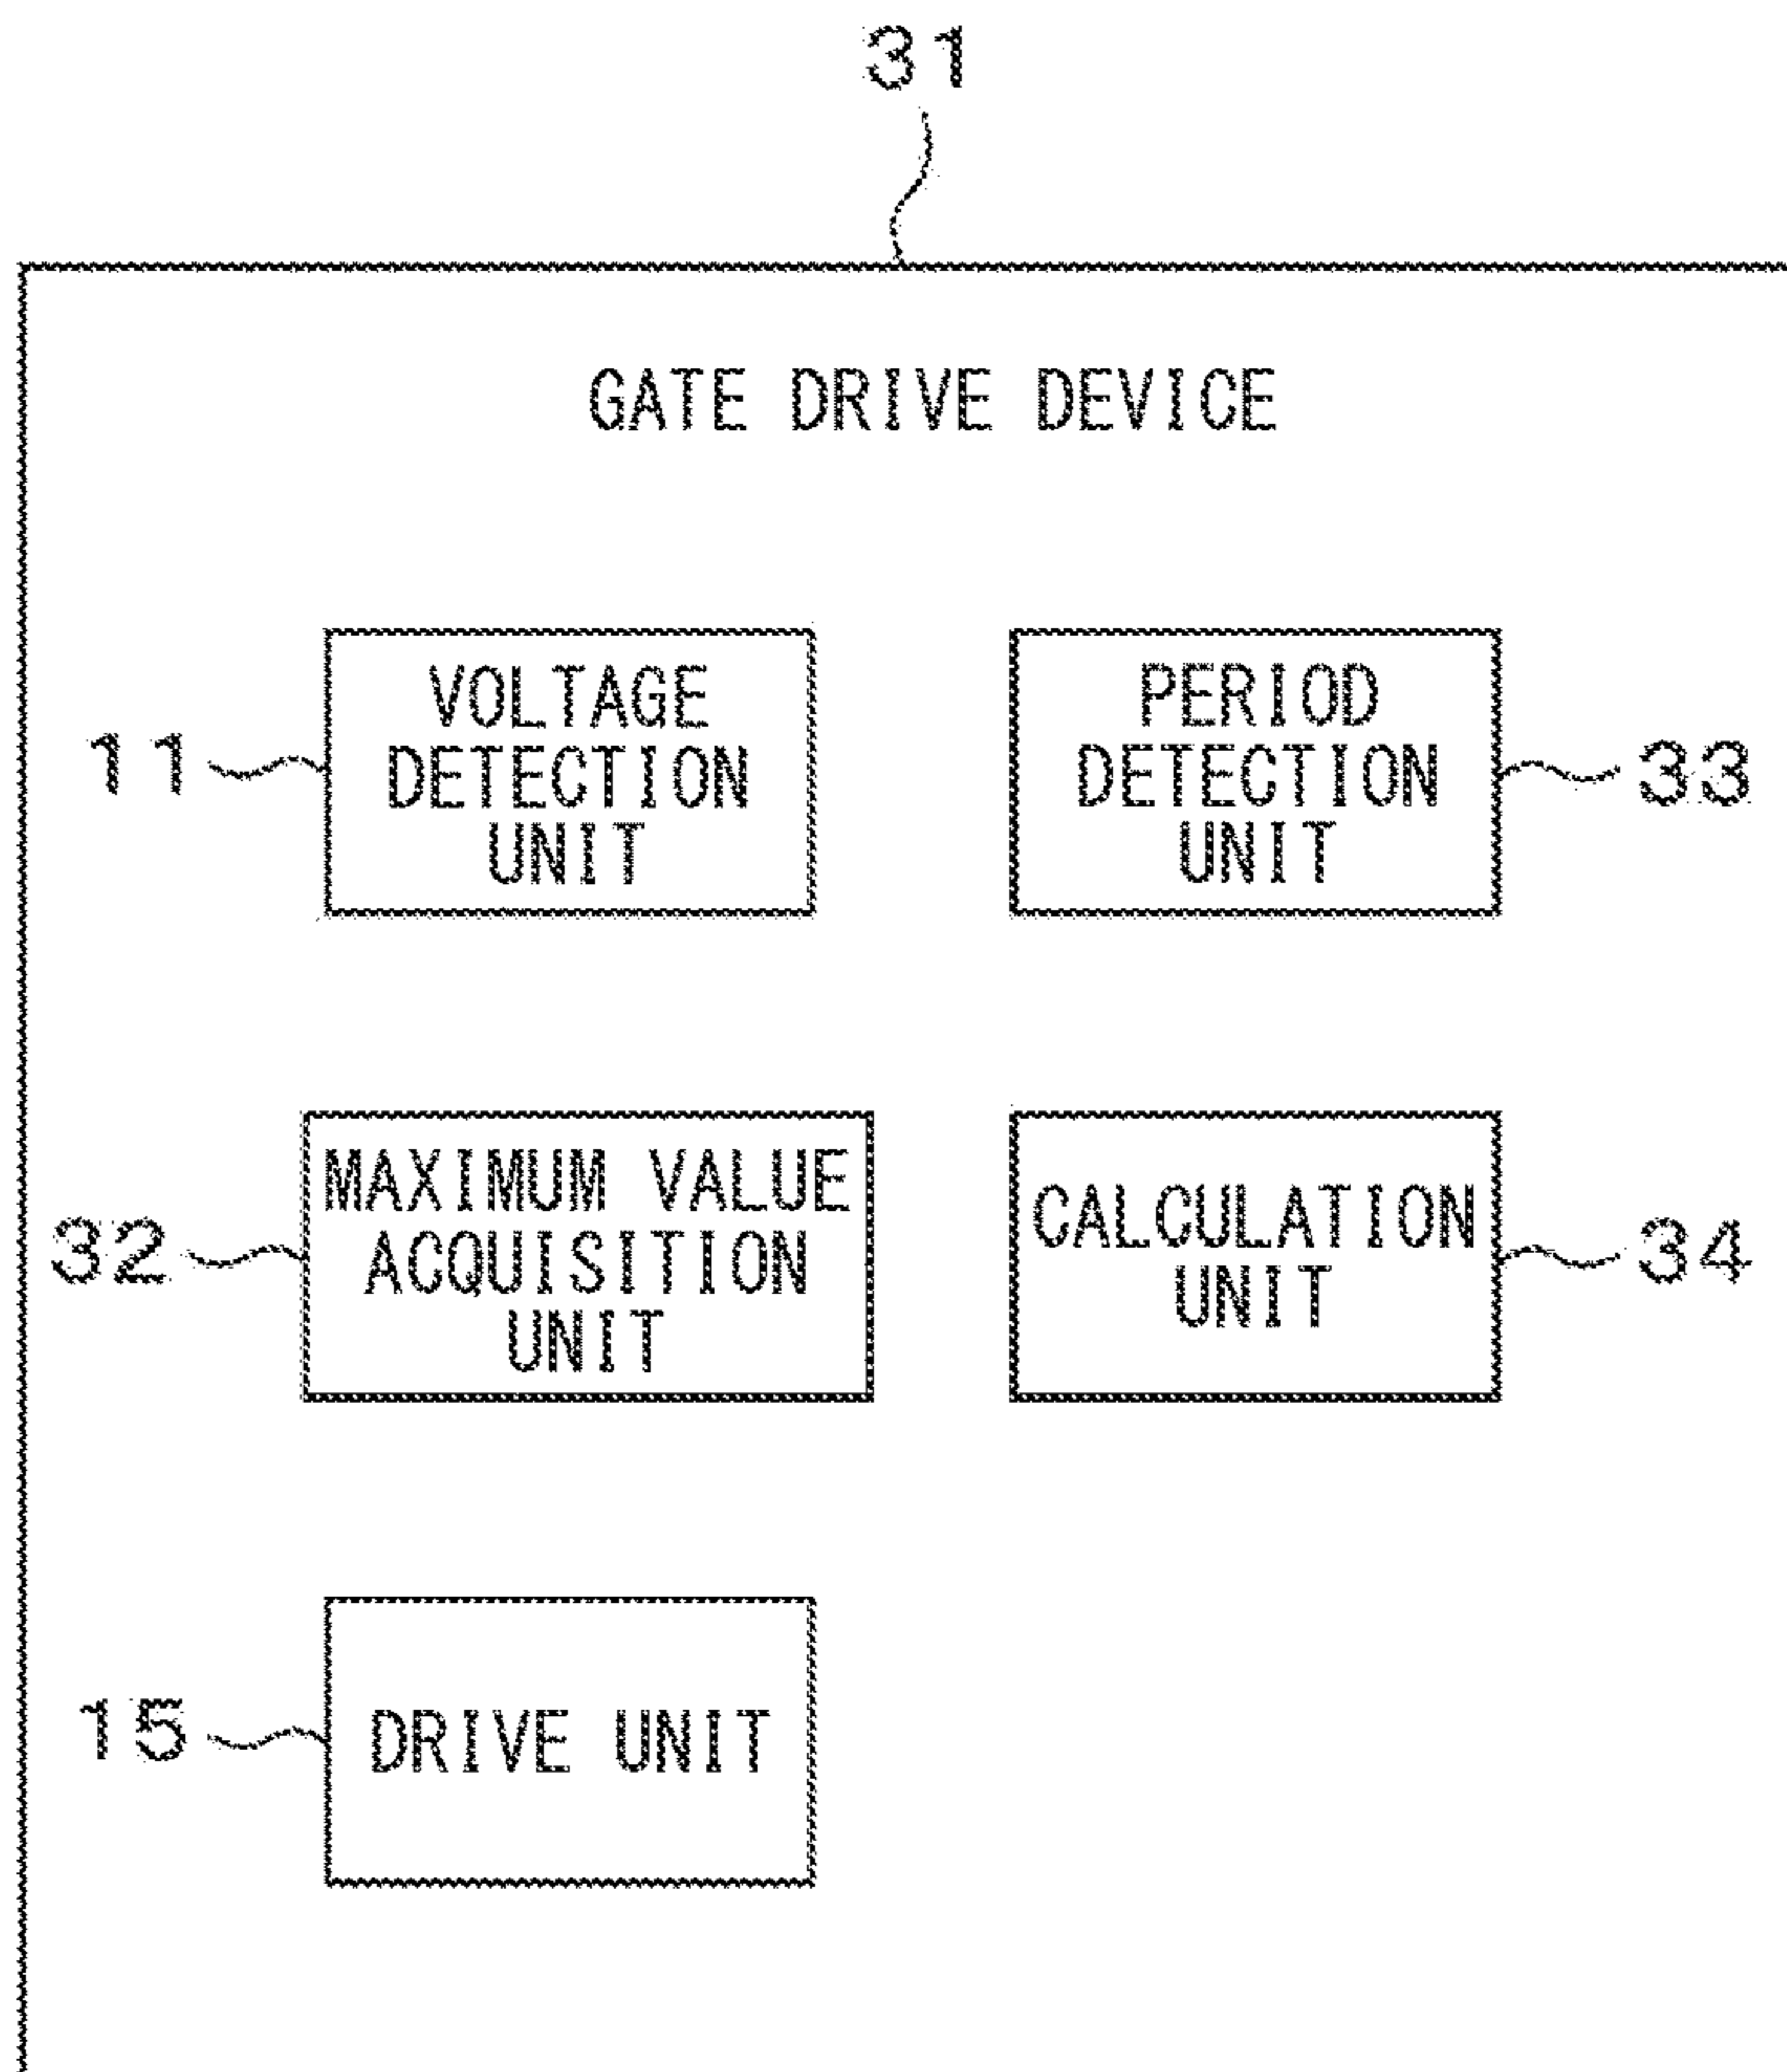 31
GATE DRIVE DEVICE
11
VOLTAGE
DETECTION
UNIT
PERIOD
DETECTION
UNIT
33
32
MAXIMUM VALUE
ACQUISITION
UNIT
CALCULATION
UNIT
34
15
DRIVE UNIT